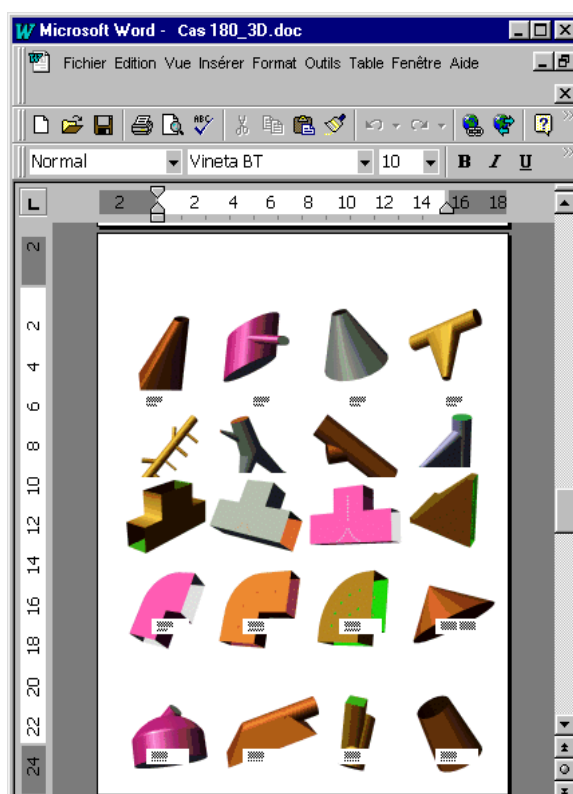 Microsoft Word - Cas 180_3D.doc
Fichier Edition Vue Insérer Format Outils Table Fenêtre Aide
ABC
Normal Vineta BT 10 B I U
L 2 2 4 6 8 10 12 14 16 18
2
2
4
6
8
10
12
14
16
18
20
22
24